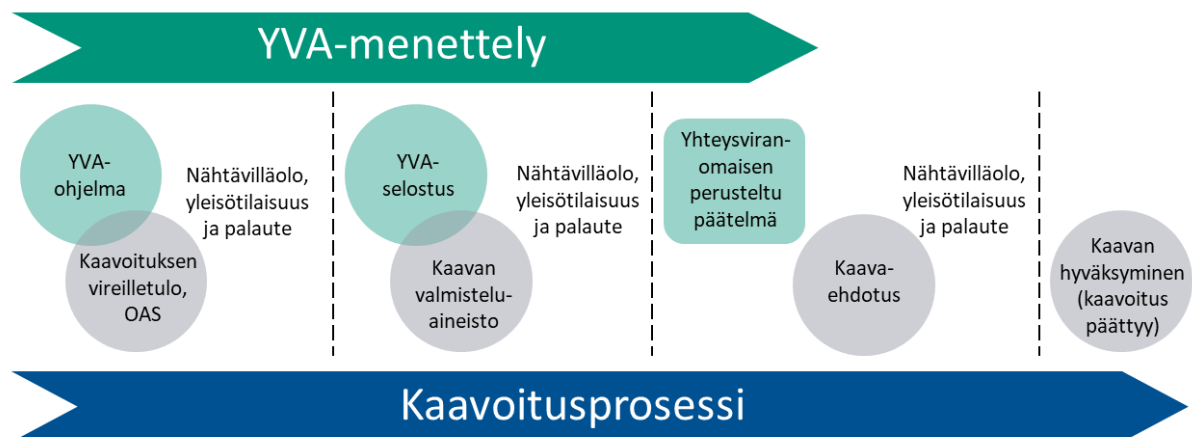 YVA-menettely
YVA-
ohjelma
Kaavoituksen
vireilletulo,
OAS
Nähtävilläolo,
yleisötilaisuus
ja palaute
YVA-
selostus
Kaavan
valmistelu-
aineisto
Nähtävilläolo,
yleisötilaisuus
ja palaute
Yhteysviran-
omaisen
perusteltu
päätelmä
Kaava-
ehdotus
Nähtävilläolo,
yleisötilaisuus
ja palaute
Kaavan
hyväksyminen
(kaavoitus
päättyy)
Kaavoitusprosessi